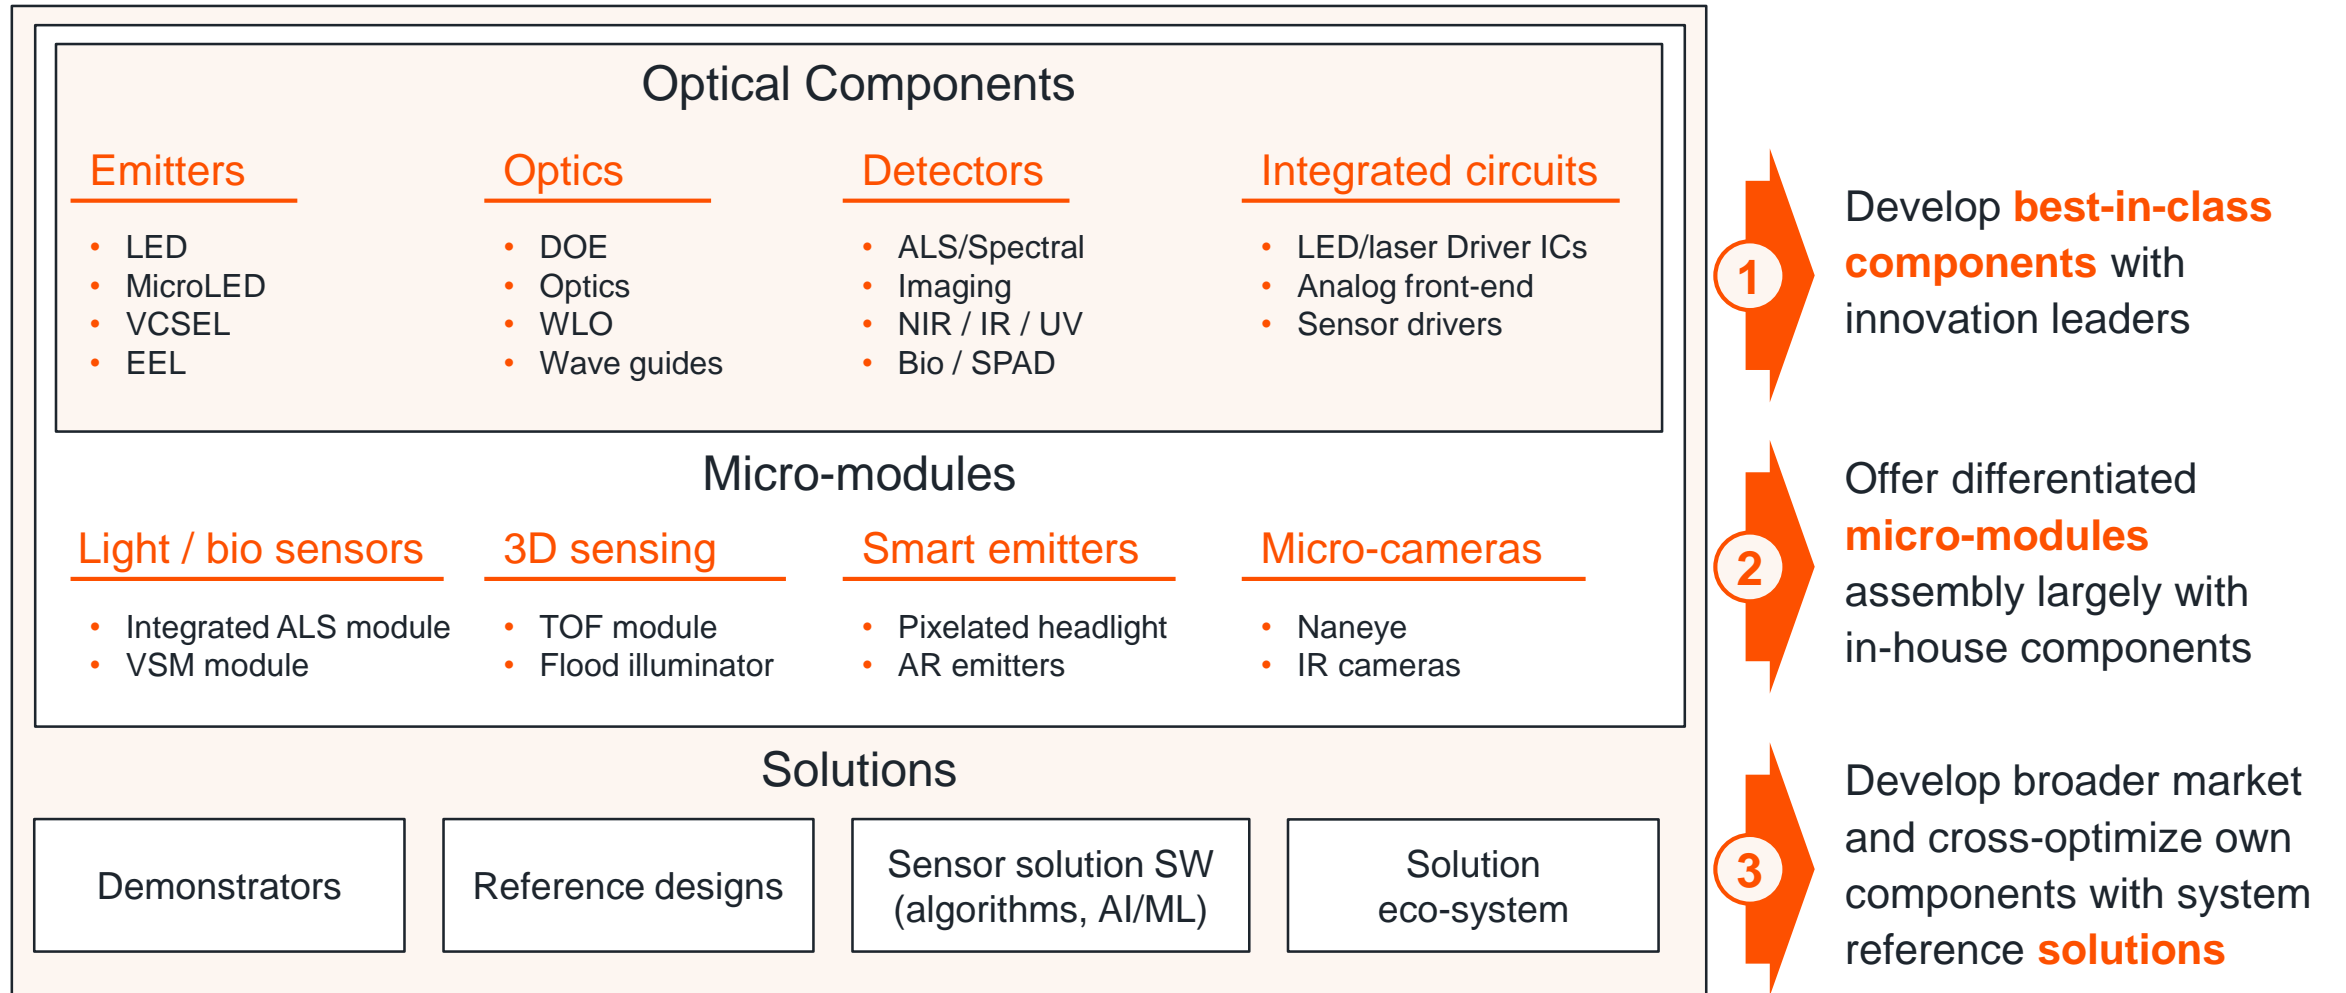 Optical Components
Emitters
• LED
• MicroLED
• VCSEL
• EEL
Optics
• DOE
• Optics
• WLO
• Wave guides
Detectors
• ALS/Spectral
• Imaging
• NIR / IR / UV
• Bio / SPAD
Integrated circuits
• LED/laser Driver ICs
• Analog front-end
• Sensor drivers
1
Develop best-in-class
components with
innovation leaders
Micro-modules
Light / bio sensors
• Integrated ALS module
• VSM module
3D sensing
• TOF module
• Flood illuminator
Smart emitters
• Pixelated headlight
• AR emitters
Micro-cameras
• Naneye
• IR cameras
2
Offer differentiated
micro-modules
assembly largely with
in-house components
Solutions
Demonstrators
Reference designs
Sensor solution SW
(algorithms, AI/ML)
Solution
eco-system
3
Develop broader market
and cross-optimize own
components with system
reference solutions